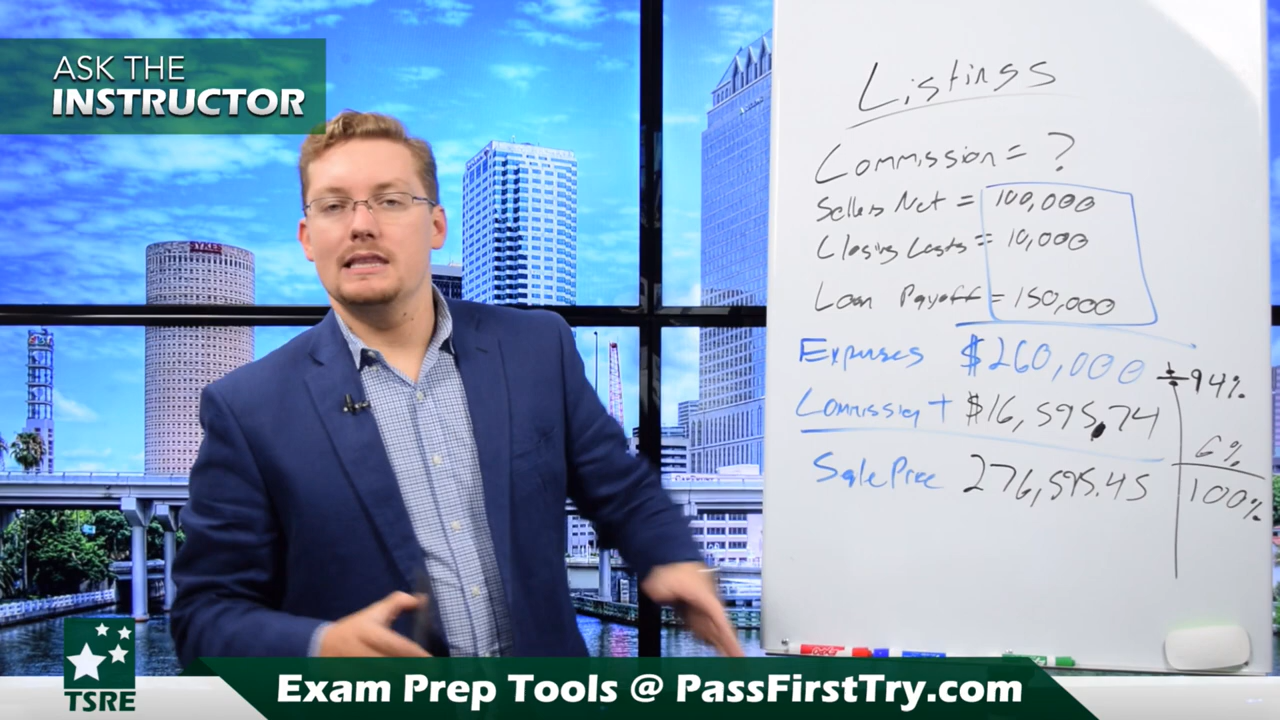 ASK THE
INSTRUCTOR
SYKES
Listings
Commission = ?
Sellers Net = 100,000
Closing Costs = 10,000
Loan Payoff = 150,000
Expenses $260,000 ÷ 94%
Commission + $16,595.74
6%
Sale Price 276,595.45
100%
TSRE
Exam Prep Tools @ PassFirstTry.com